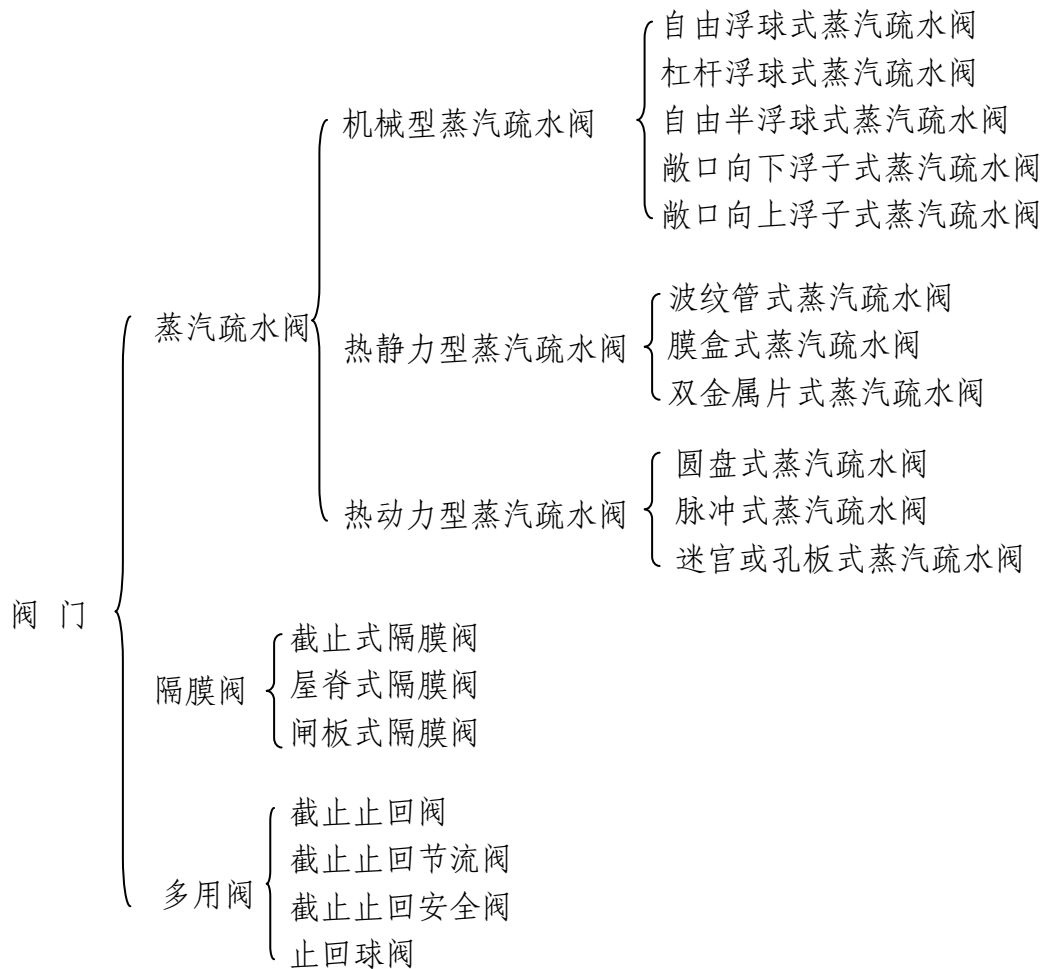 自由浮球式蒸汽疏水阀
杠杆浮球式蒸汽疏水阀
机械型蒸汽疏水阀
自由半浮球式蒸汽疏水阀
敞口向下浮子式蒸汽疏水阀
敞口向上浮子式蒸汽疏水阀
蒸汽疏水阀
热静力型蒸汽疏水阀
波纹管式蒸汽疏水阀
膜盒式蒸汽疏水阀
双金属片式蒸汽疏水阀
热动力型蒸汽疏水阀
圆盘式蒸汽疏水阀
脉冲式蒸汽疏水阀
迷宫或孔板式蒸汽疏水阀
阀 门
隔膜阀
截止式隔膜阀
屋脊式隔膜阀
闸板式隔膜阀
多用阀
截止止回阀
截止止回节流阀
截止止回安全阀
止回球阀